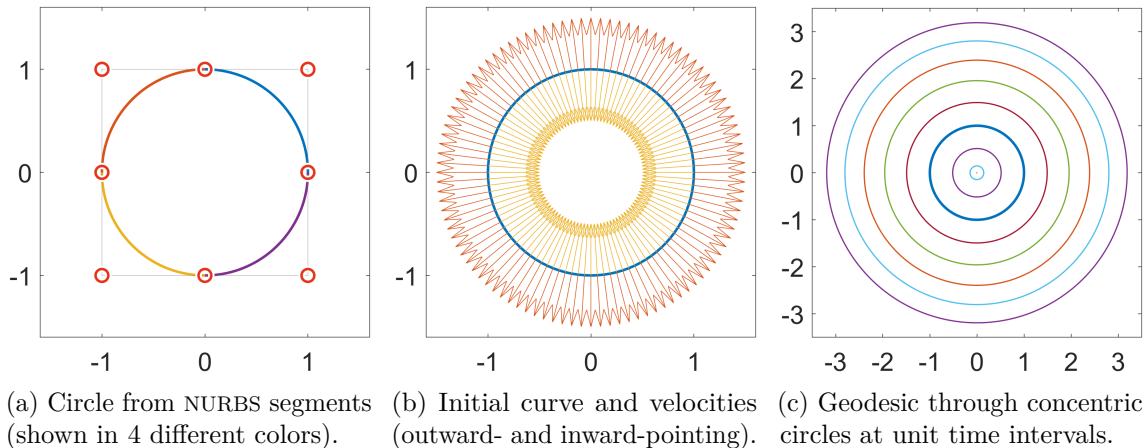 1
0
-1
-1 0 1
1
0
-1
-1 0 1
3
2
1
0
-1
-2
-3
-3 -2 -1 0 1 2 3
(a) Circle from NURBS segments
(shown in 4 different colors).
(b) Initial curve and velocities
(outward- and inward-pointing).
(c) Geodesic through concentric
circles at unit time intervals.